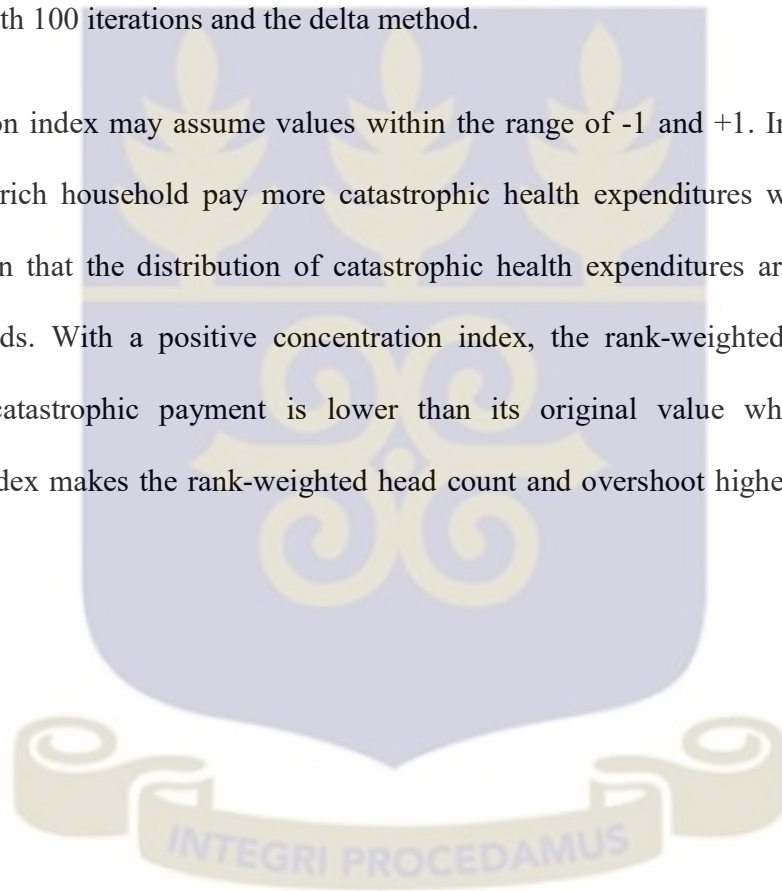 th 100 iterations and the delta method.
on index may assume values within the range of -1 and +1. In
rich household pay more catastrophic health expenditures w
n that the distribution of catastrophic health expenditures ar
ds. With a positive concentration index, the rank-weighted
catastrophic payment is lower than its original value wh
dex makes the rank-weighted head count and overshoot highe
INTEGRI PROCEDAMUS